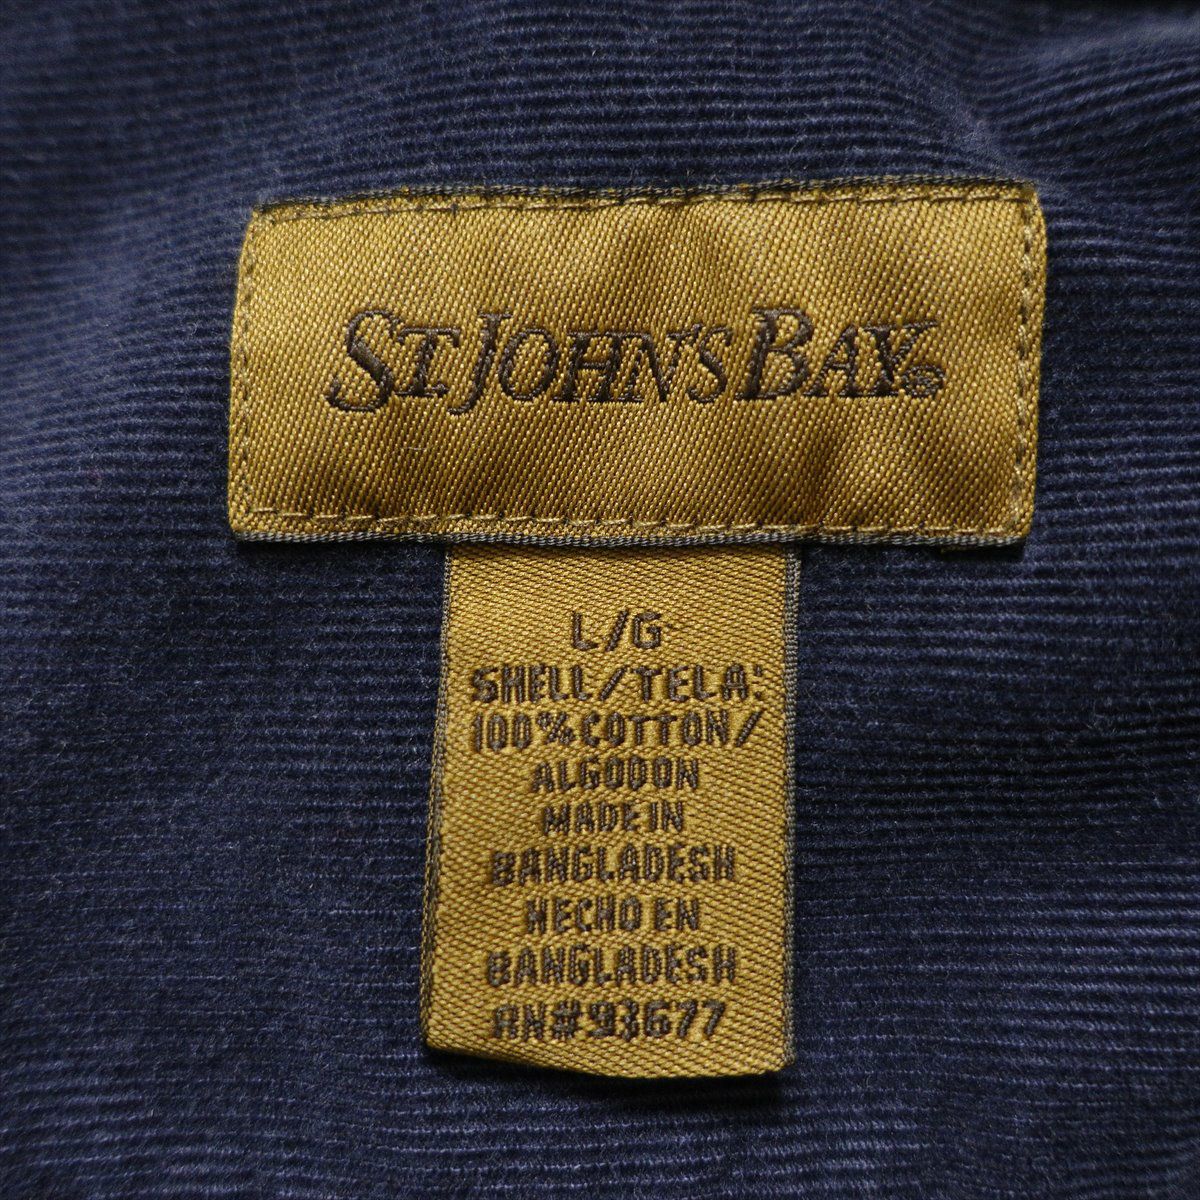 ST. JOHN'S BAY®
L/G
SHELL/TELA:
100% COTTON/
ALGODON
MADE IN
BANGLADESH
HECHO EN
BANGLADESH
RN#93677